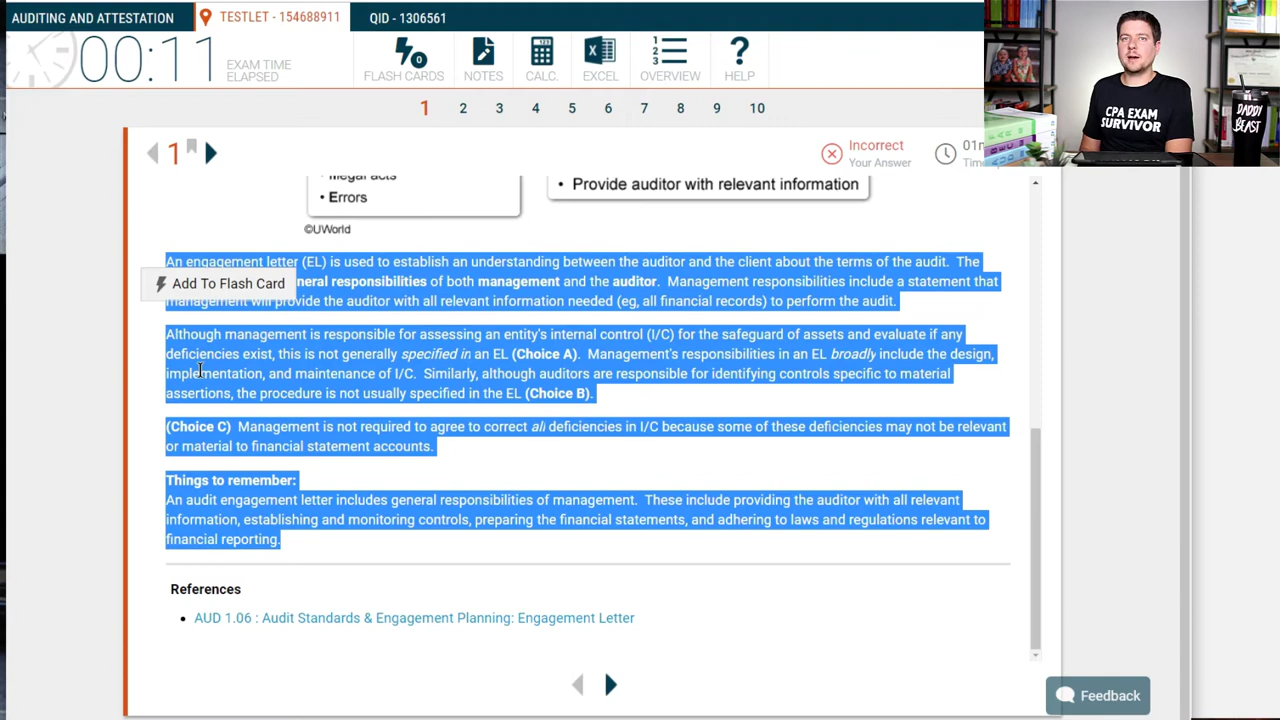 AUDITING AND ATTESTATION
TESTLET - 154688911
QID - 1306561
00:11
EXAM TIME
ELAPSED
0
FLASH CARDS
NOTES
CALC.
EXCEL
1
2
3
OVERVIEW
HELP
1 2 3 4 5 6 7 8 9 10
1
Incorrect
Your Answer
CPA EXAM
SURVIVOR
DADDY
BEAST
• Errors
• Provide auditor with relevant information
©UWorld
An engagement letter (EL) is used to establish an understanding between the auditor and the client about the terms of the audit. The
responsibilities of both management and the auditor. Management responsibilities include a statement that
management will provide the auditor with all relevant information needed (eg, all financial records) to perform the audit.
Add To Flash Card
Although management is responsible for assessing an entity's internal control (I/C) for the safeguard of assets and evaluate if any
deficiencies exist, this is not generally specified in an EL (Choice A). Management's responsibilities in an EL broadly include the design,
implementation, and maintenance of I/C. Similarly, although auditors are responsible for identifying controls specific to material
assertions, the procedure is not usually specified in the EL (Choice B).
(Choice C) Management is not required to agree to correct all deficiencies in I/C because some of these deficiencies may not be relevant
or material to financial statement accounts.
Things to remember:
An audit engagement letter includes general responsibilities of management. These include providing the auditor with all relevant
information, establishing and monitoring controls, preparing the financial statements, and adhering to laws and regulations relevant to
financial reporting.
References
• AUD 1.06 : Audit Standards & Engagement Planning: Engagement Letter
Feedback